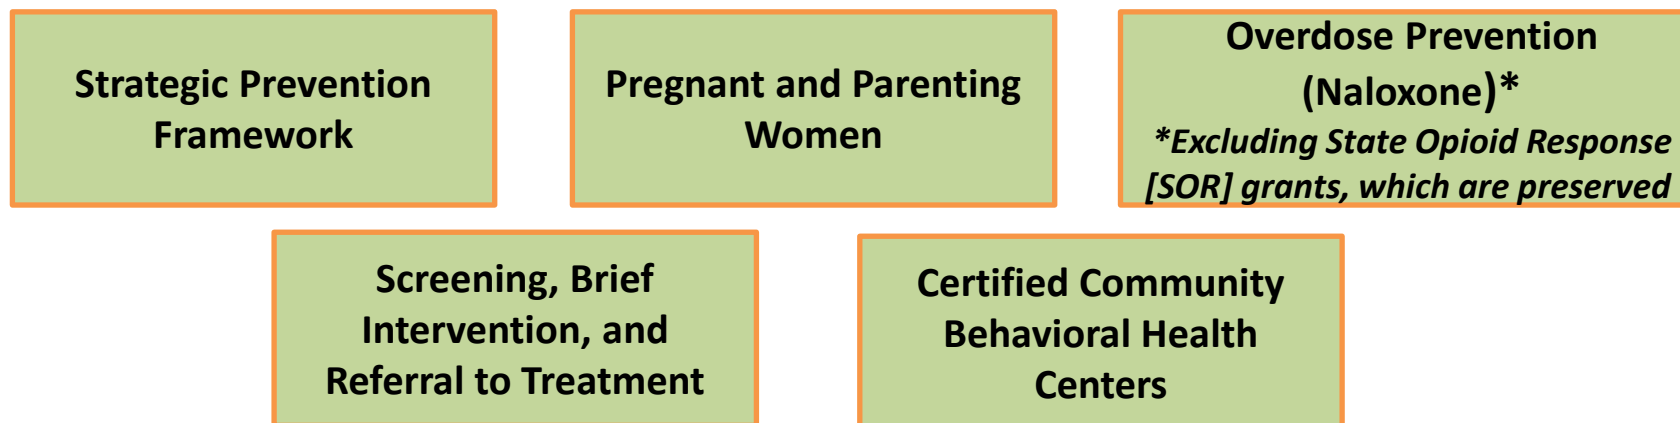 Strategic Prevention
Framework
Pregnant and Parenting
Women
Overdose Prevention
(Naloxone)*
*Excluding State Opioid Response
[SOR] grants, which are preserved
Screening, Brief
Intervention, and
Referral to Treatment
Certified Community
Behavioral Health
Centers